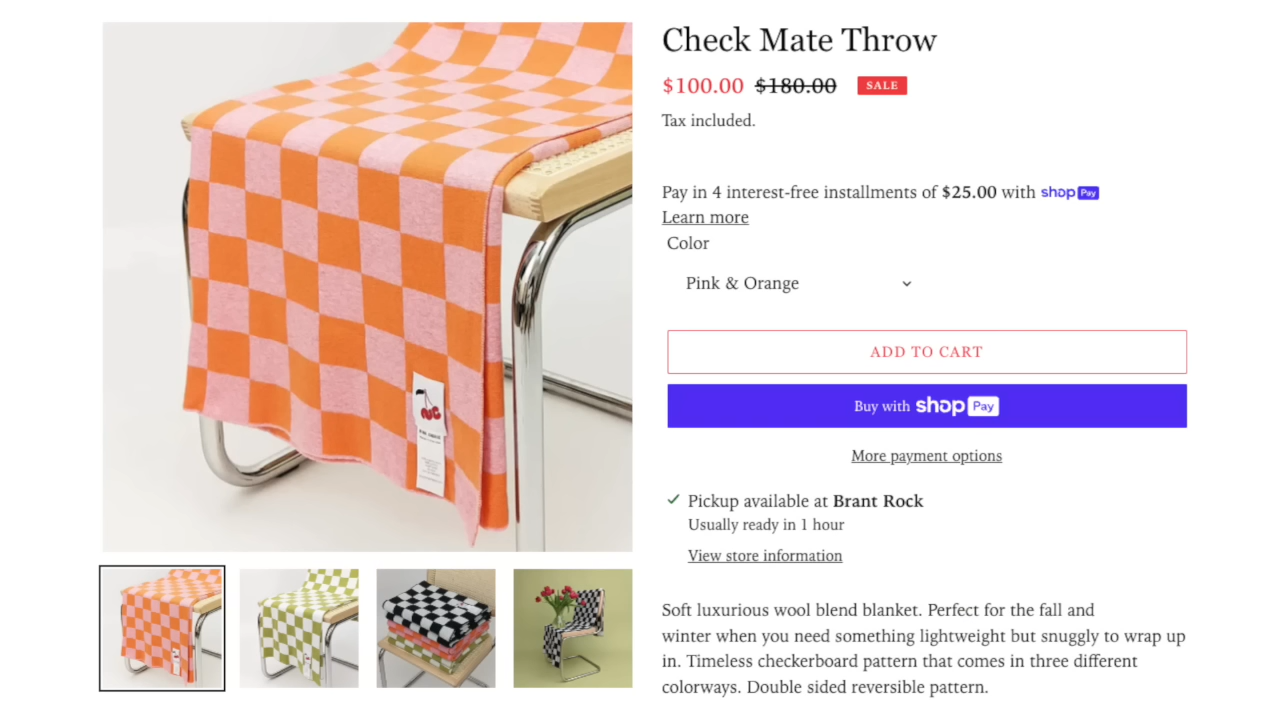 Check Mate Throw
$100.00 $180.00 SALE
Tax included.
Pay in 4 interest-free installments of $25.00 with shop Pay
Learn more
Color
Pink & Orange
ADD TO CART
Buy with shop Pay
More payment options
Pickup available at Brant Rock
Usually ready in 1 hour
View store information
Soft luxurious wool blend blanket. Perfect for the fall and
winter when you need something lightweight but snuggly to wrap up
in. Timeless checkerboard pattern that comes in three different
colorways. Double sided reversible pattern.